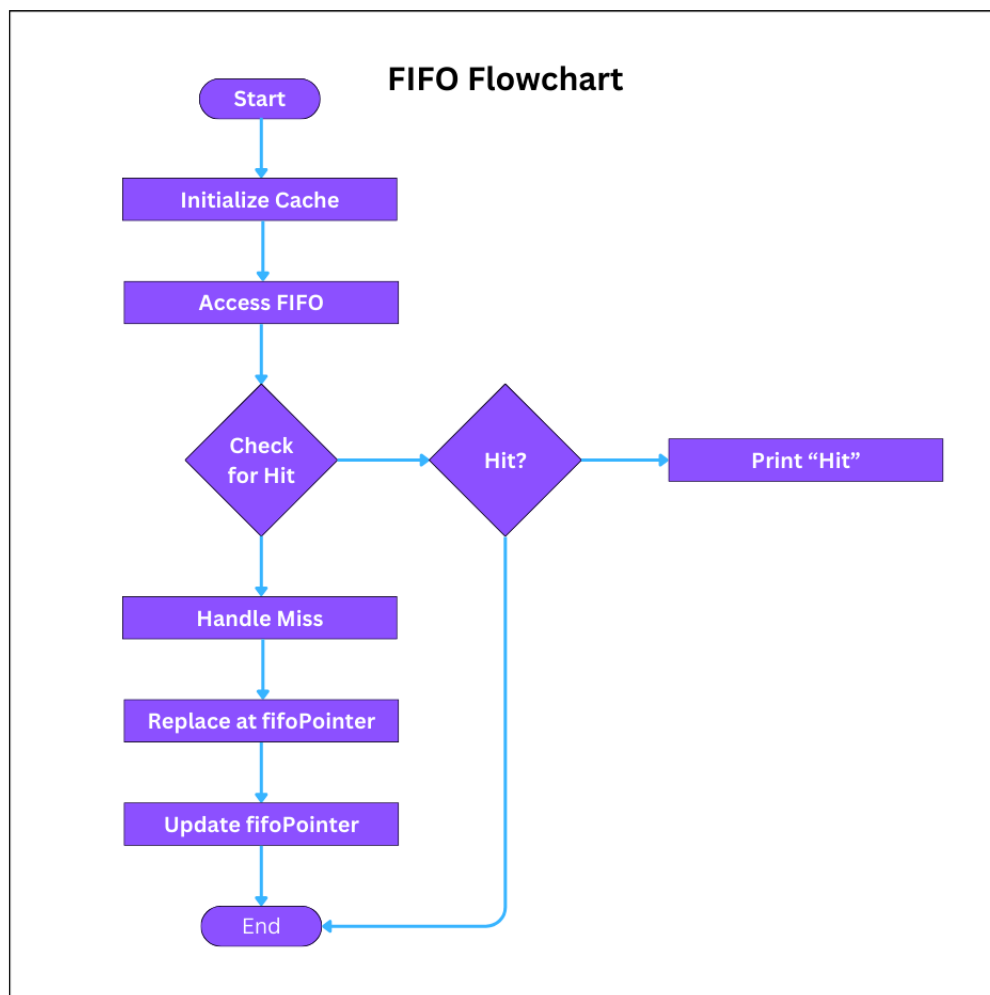 FIFO Flowchart
Start
Initialize Cache
Access FIFO
Check
for Hit
Hit?
Print “Hit”
Handle Miss
Replace at fifoPointer
Update fifoPointer
End